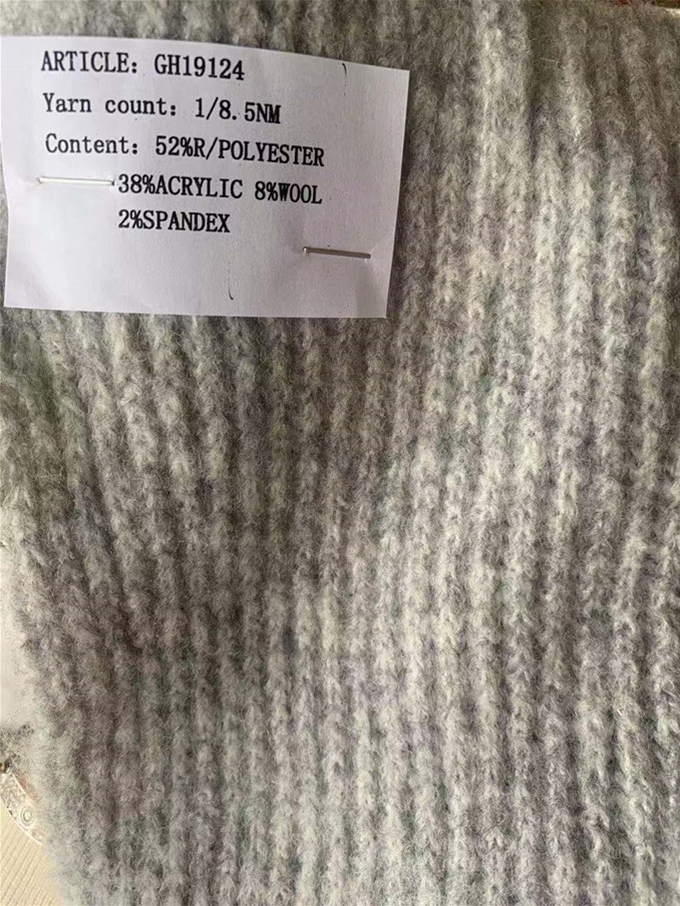 ARTICLE: GH19124
Yarn count: 1/8.5NM
Content: 52%R/POLYESTER
38%ACRYLIC 8%WOOL
2%SPANDEX